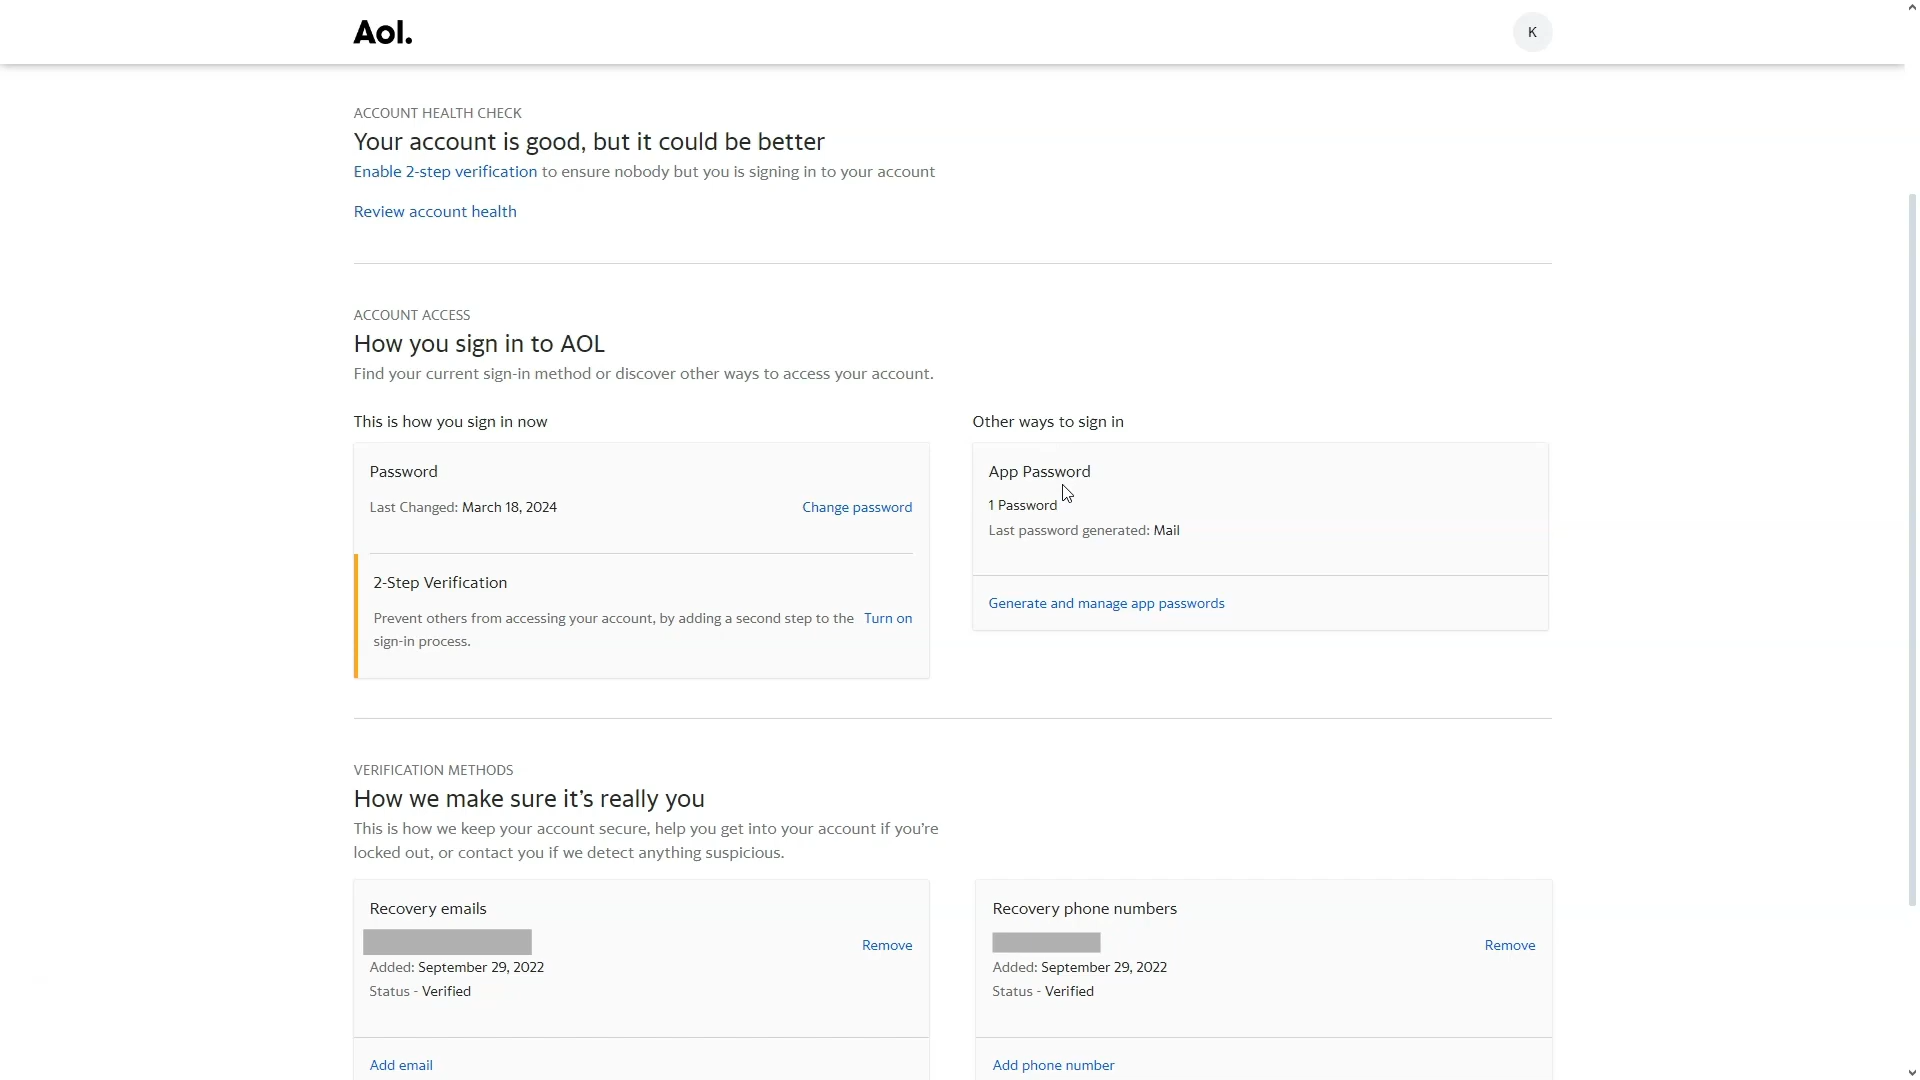 Aol.
K
ACCOUNT HEALTH CHECK
Your account is good, but it could be better
Enable 2-step verification to ensure nobody but you is signing in to your account
Review account health
ACCOUNT ACCESS
How you sign in to AOL
Find your current sign-in method or discover other ways to access your account.
This is how you sign in now
Password
Last Changed: March 18, 2024
Change password
2-Step Verification
Prevent others from accessing your account, by adding a second step to the
sign-in process.
Turn on
Other ways to sign in
App Password
1 Password
Last password generated: Mail
Generate and manage app passwords
VERIFICATION METHODS
How we make sure it's really you
This is how we keep your account secure, help you get into your account if you're
locked out, or contact you if we detect anything suspicious.
Recovery emails
Remove
Added: September 29, 2022
Status - Verified
Add email
Recovery phone numbers
Remove
Added: September 29, 2022
Status - Verified
Add phone number